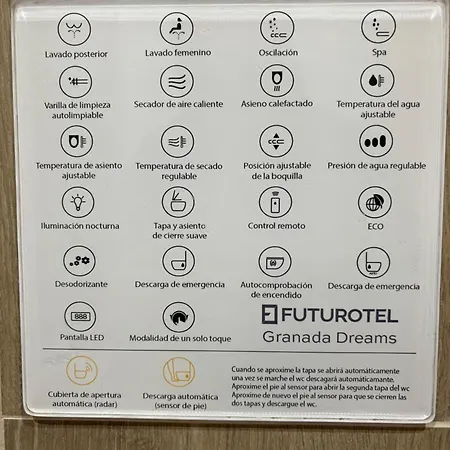 Lavado posterior
Lavado femenino
Oscilación
Spa
Varilla de limpieza
autolimpiable
Secador de aire caliente
Asieno calefactado
Temperatura del agua
ajustable
Temperatura de asiento
ajustable
Temperatura de secado
regulable
Posición ajustable
de la boquilla
Presión de agua regulable
Iluminación nocturna
Tapa y asiento
de cierre suave
Control remoto
ECO
Desodorizante
Descarga de emergencia
Autocomprobación
de encendido
Descarga de emergencia
888
Pantalla LED
Modalidad de un solo toque
FUTUROTEL
Granada Dreams
Cubierta de apertura
automática (radar)
Descarga automática
(sensor de pie)
Cuando se aproxime la tapa se abrirá automáticamente
una vez se marche el wc descagará automáticamante.
Aproxime el pie al sensor para abrir la segunda tapa del wc
Aprox­ime de nuevo el pie al sensor para que se cierren las
dos tapas y descargue el wc.